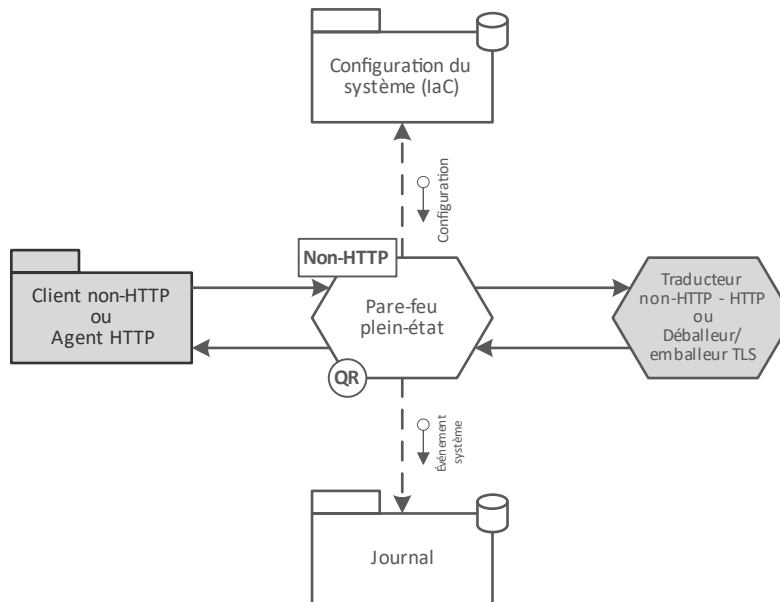 Configuration du
système (IaC)
Configuration
Non-HTTP
Client non-HTTP
ou
Agent HTTP
Pare-feu
plein-état
Traducteur
non-HTTP - HTTP
ou
Déballeur/
emballeur TLS
QR
Événement
système
Journal